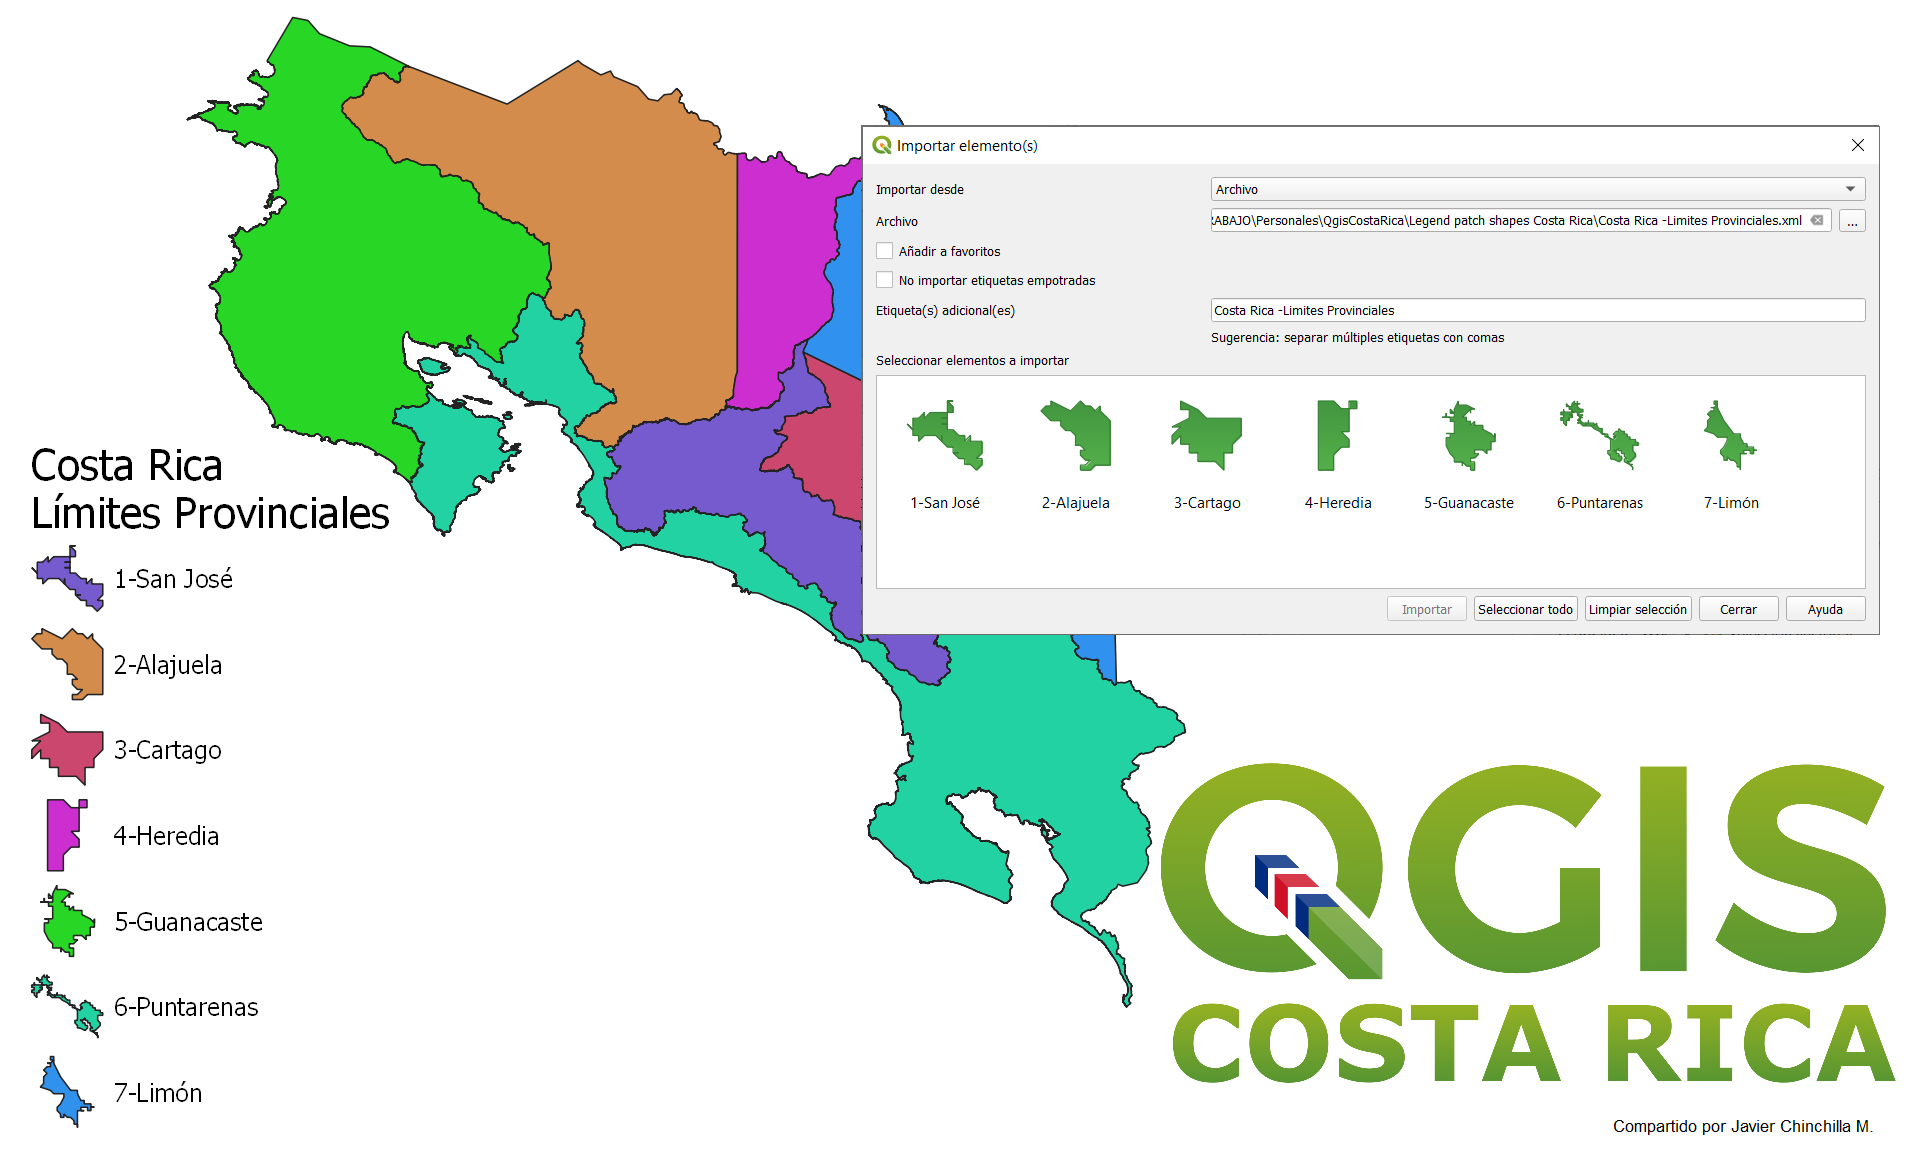 Importar elemento(s)
Importar desde
Archivo
Archivo
RABAJO\Personales\QgisCostaRica\Legend patch shapes Costa Rica\Costa Rica -Limites Provinciales.xml
...
Añadir a favoritos
No importar etiquetas empotradas
Etiqueta(s) adicional(es)
Costa Rica -Limites Provinciales
Sugerencia: separar múltiples etiquetas con comas
Seleccionar elementos a importar
1-San José
2-Alajuela
3-Cartago
4-Heredia
5-Guanacaste
6-Puntarenas
7-Limón
Importar
Seleccionar todo
Limpiar selección
Cerrar
Ayuda
Costa Rica
Límites Provinciales
1-San José
2-Alajuela
3-Cartago
4-Heredia
5-Guanacaste
6-Puntarenas
7-Limón
QGIS
COSTA RICA
Compartido por Javier Chinchilla M.